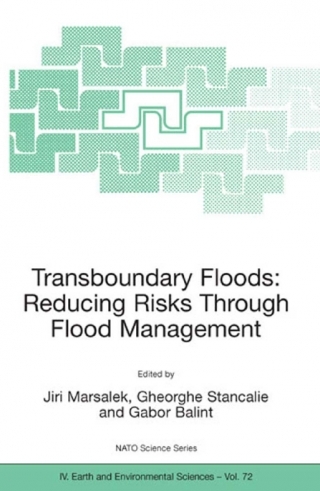 Transboundary Floods:
Reducing Risks Through
Flood Management
Edited by
Jiri Marsalek, Gheorghe Stancalie
and Gabor Balint
NATO Science Series
IV. Earth and Environmental Sciences – Vol. 72